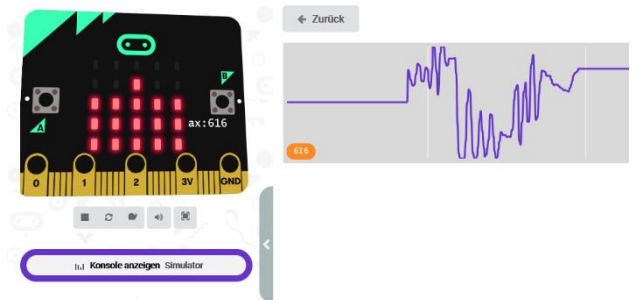 Zurück
B
A
ax:616
616
0 1 2 3V GND
Konsole anzeigen Simulator